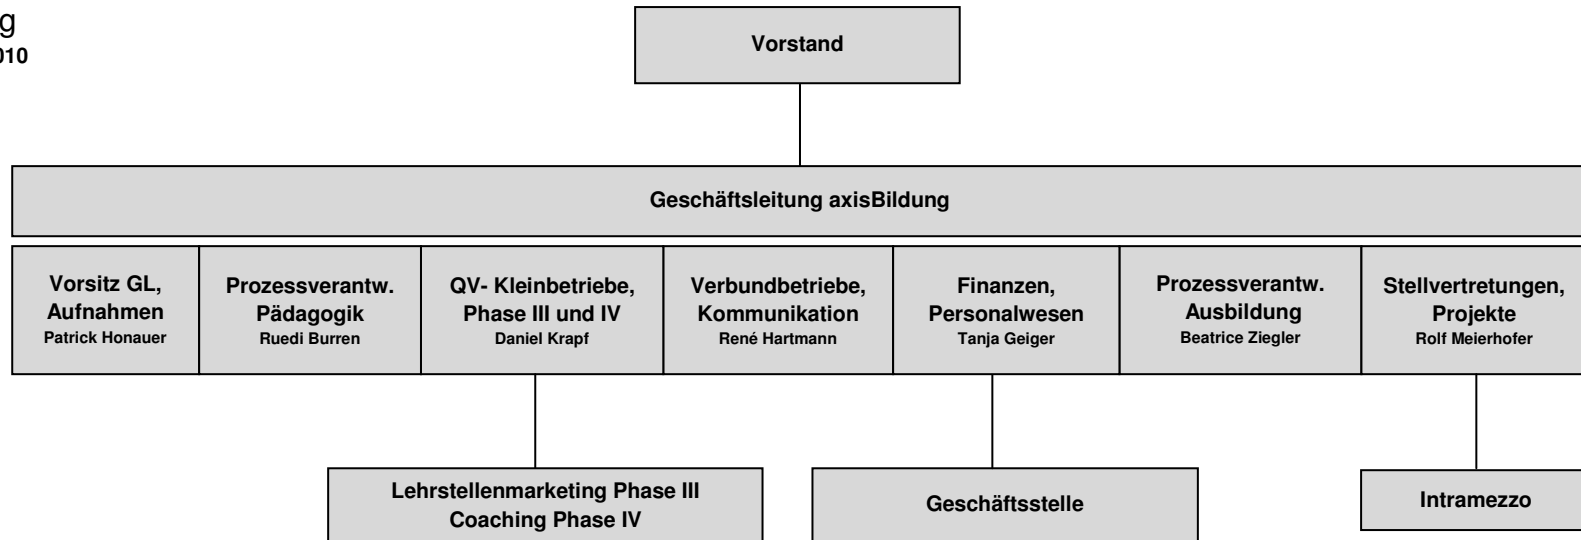 g
010
Vorstand
Geschäftsleitung axisBildung
Vorsitz GL,
Aufnahmen
Patrick Honauer
Prozessverantw.
Pädagogik
Ruedi Burren
QV- Kleinbetriebe,
Phase III und IV
Daniel Krapf
Verbundbetriebe,
Kommunikation
René Hartmann
Finanzen,
Personalwesen
Tanja Geiger
Prozessverantw.
Ausbildung
Beatrice Ziegler
Stellvertretungen,
Projekte
Rolf Meierhofer
Lehrstellenmarketing Phase III
Coaching Phase IV
Geschäftsstelle
Intramezzo